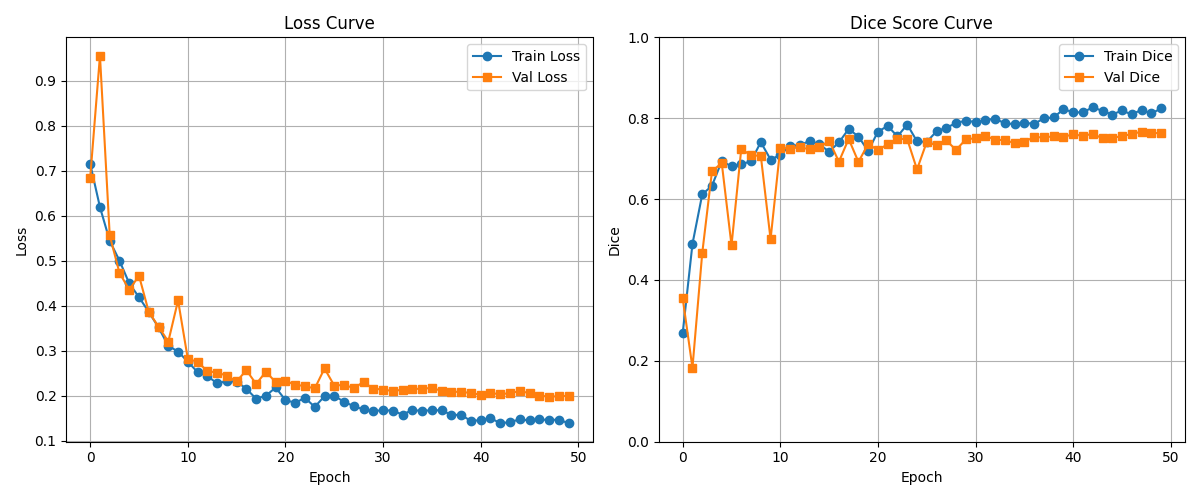 Loss Curve
Train Loss
Val Loss
Loss
0.9
0.8
0.7
0.6
0.5
0.4
0.3
0.2
0.1
0 10 20 30 40 50
Epoch
Dice Score Curve
Train Dice
Val Dice
Dice
1.0
0.8
0.6
0.4
0.2
0.0
0 10 20 30 40 50
Epoch